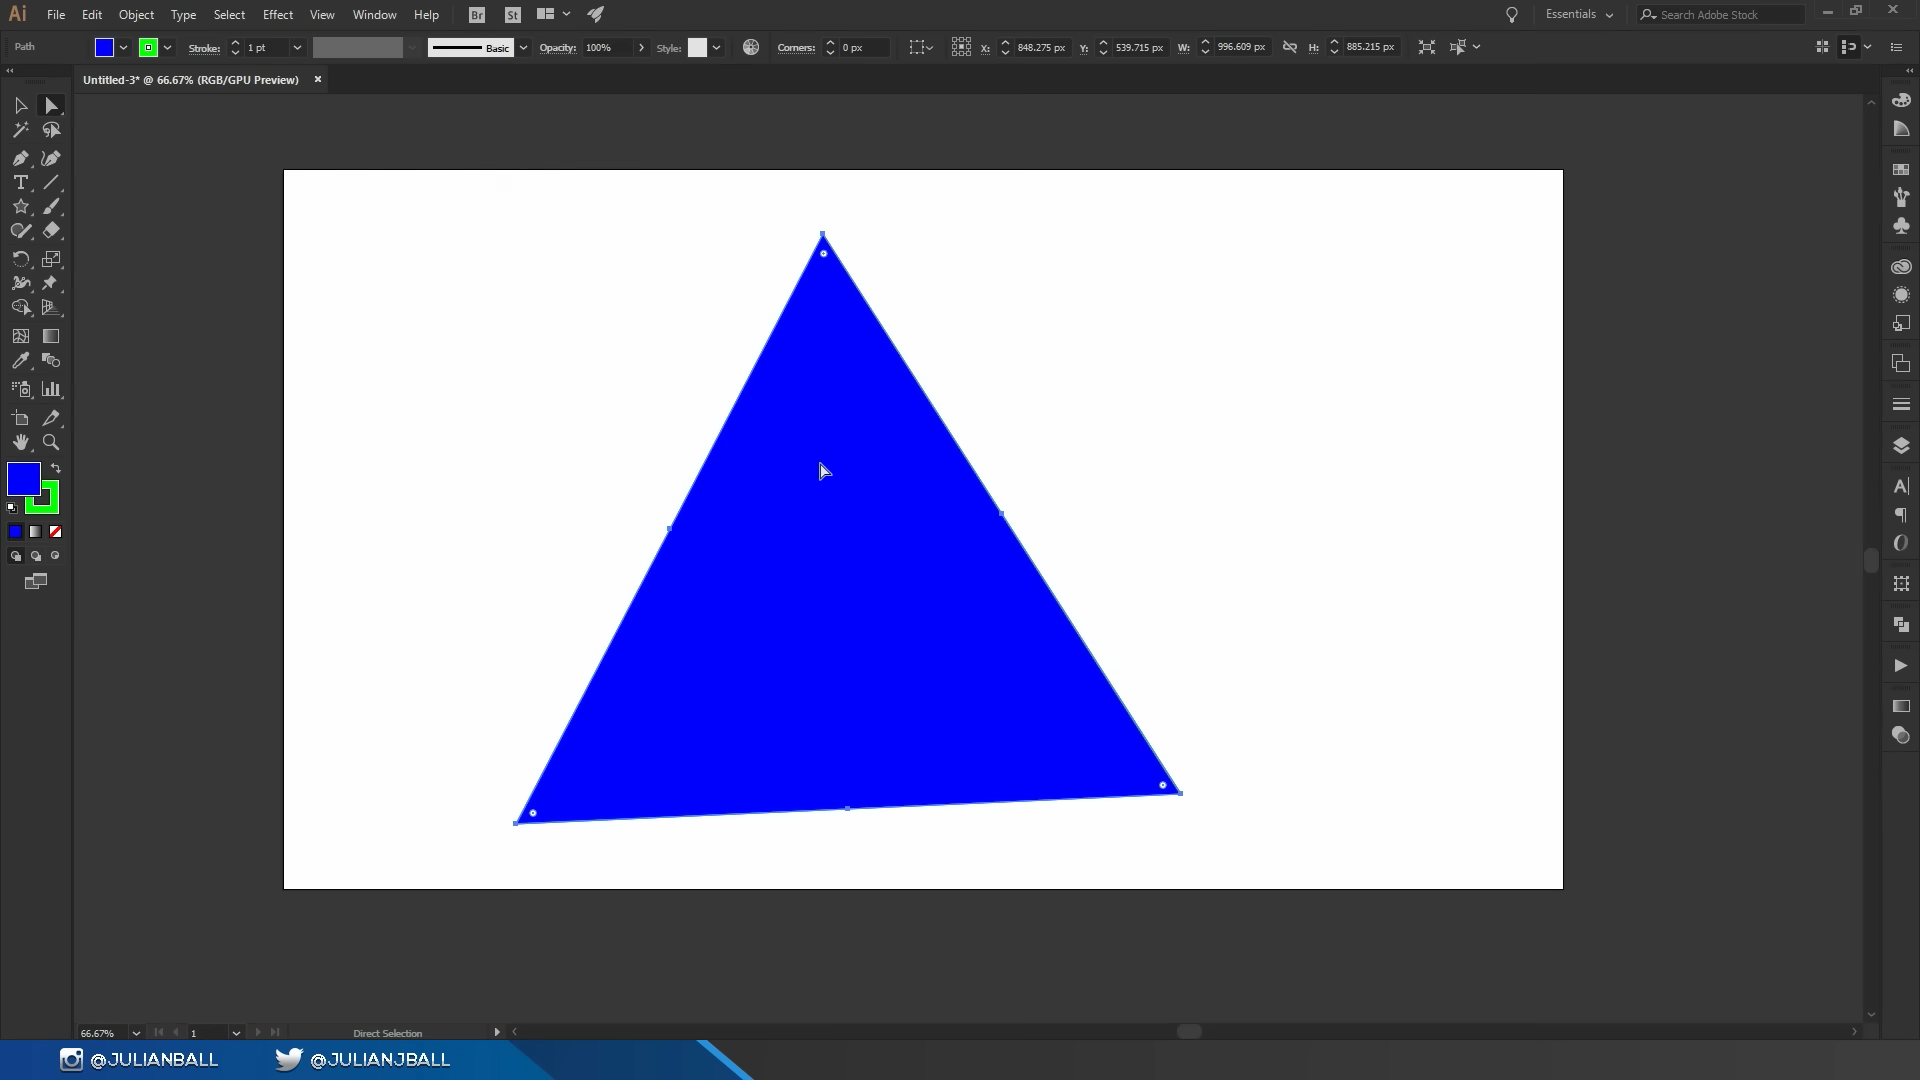 Ai File Edit Object Type Select Effect View Window Help Br St Essentials Search Adobe Stock
Path Stroke: 1 pt Basic Opacity: 100% Style: Corners: 0 px X: 848.275 px Y: 539.715 px W: 996.609 px H: 885.215 px
Untitled-3* @ 66.67% (RGB/GPU Preview) ×
66.67% 1 Direct Selection
@JULIANBALL @JULIANJBALL